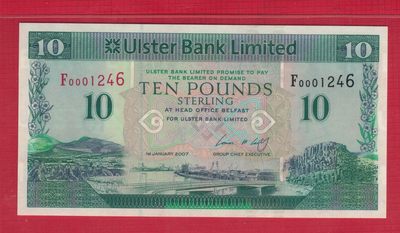 10 Ulster Bank Limited 10
ULSTER BANK LIMITED PROMISE TO PAY
THE BEARER ON DEMAND
F0001246 F0001246
TEN POUNDS
STERLING
10 10
AT HEAD OFFICE BELFAST
FOR ULSTER BANK LIMITED
1st JANUARY 2007 GROUP CHIEF EXECUTIVE